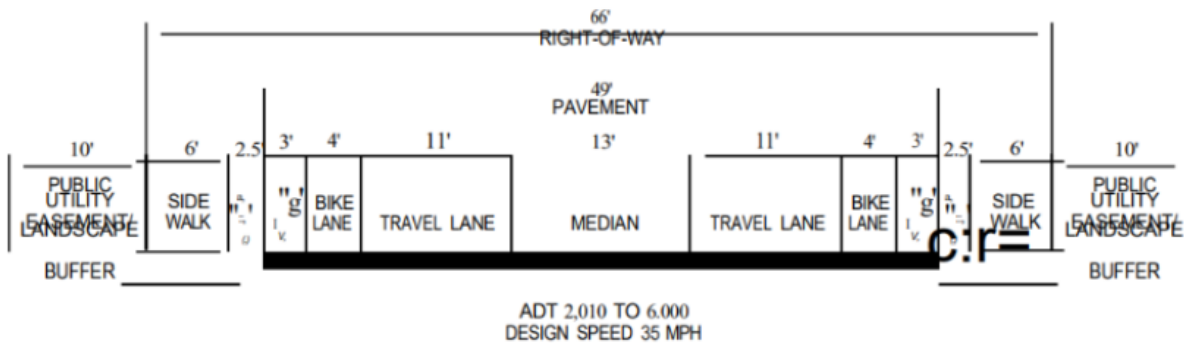 66'
RIGHT-OF-WAY
49'
PAVEMENT
10' 6' 2.5' 3' 4' 11' 13' 11' 4' 3' 2.5' 6' 10'
PUBLIC
UTILITY
EASEMENT/
LANDSCAPE
BUFFER
SIDE
WALK
"g'
BIKE
LANE
TRAVEL LANE
MEDIAN
TRAVEL LANE
BIKE
LANE
"g'
SIDE
WALK
c:r=
PUBLIC
UTILITY
EASEMENT/
LANDSCAPE
BUFFER
ADT 2,010 TO 6.000
DESIGN SPEED 35 MPH